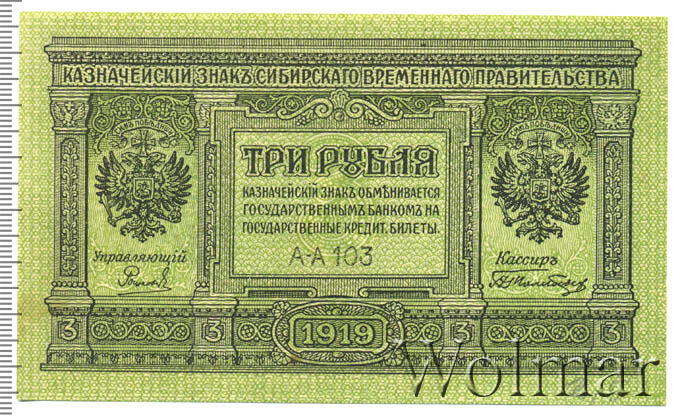 КАЗНАЧЕЙСКІЙ ЗНАКЪ СИБИРСКАГО ВРЕМЕННАГО ПРАВИТЕЛЬСТВА
ТРИ РУБЛЯ
КАЗНАЧЕЙСКІЙ ЗНАКЪ ОБМѢНИВАЕТСЯ
ГОСУДАРСТВЕННЫМЪ БАНКОМЪ НА
ГОСУДАРСТВЕННЫЕ КРЕДИТ. БИЛЕТЫ.
А-А 103
Управляющій
Кассиръ
3 3 1919 3 3
Wolmar